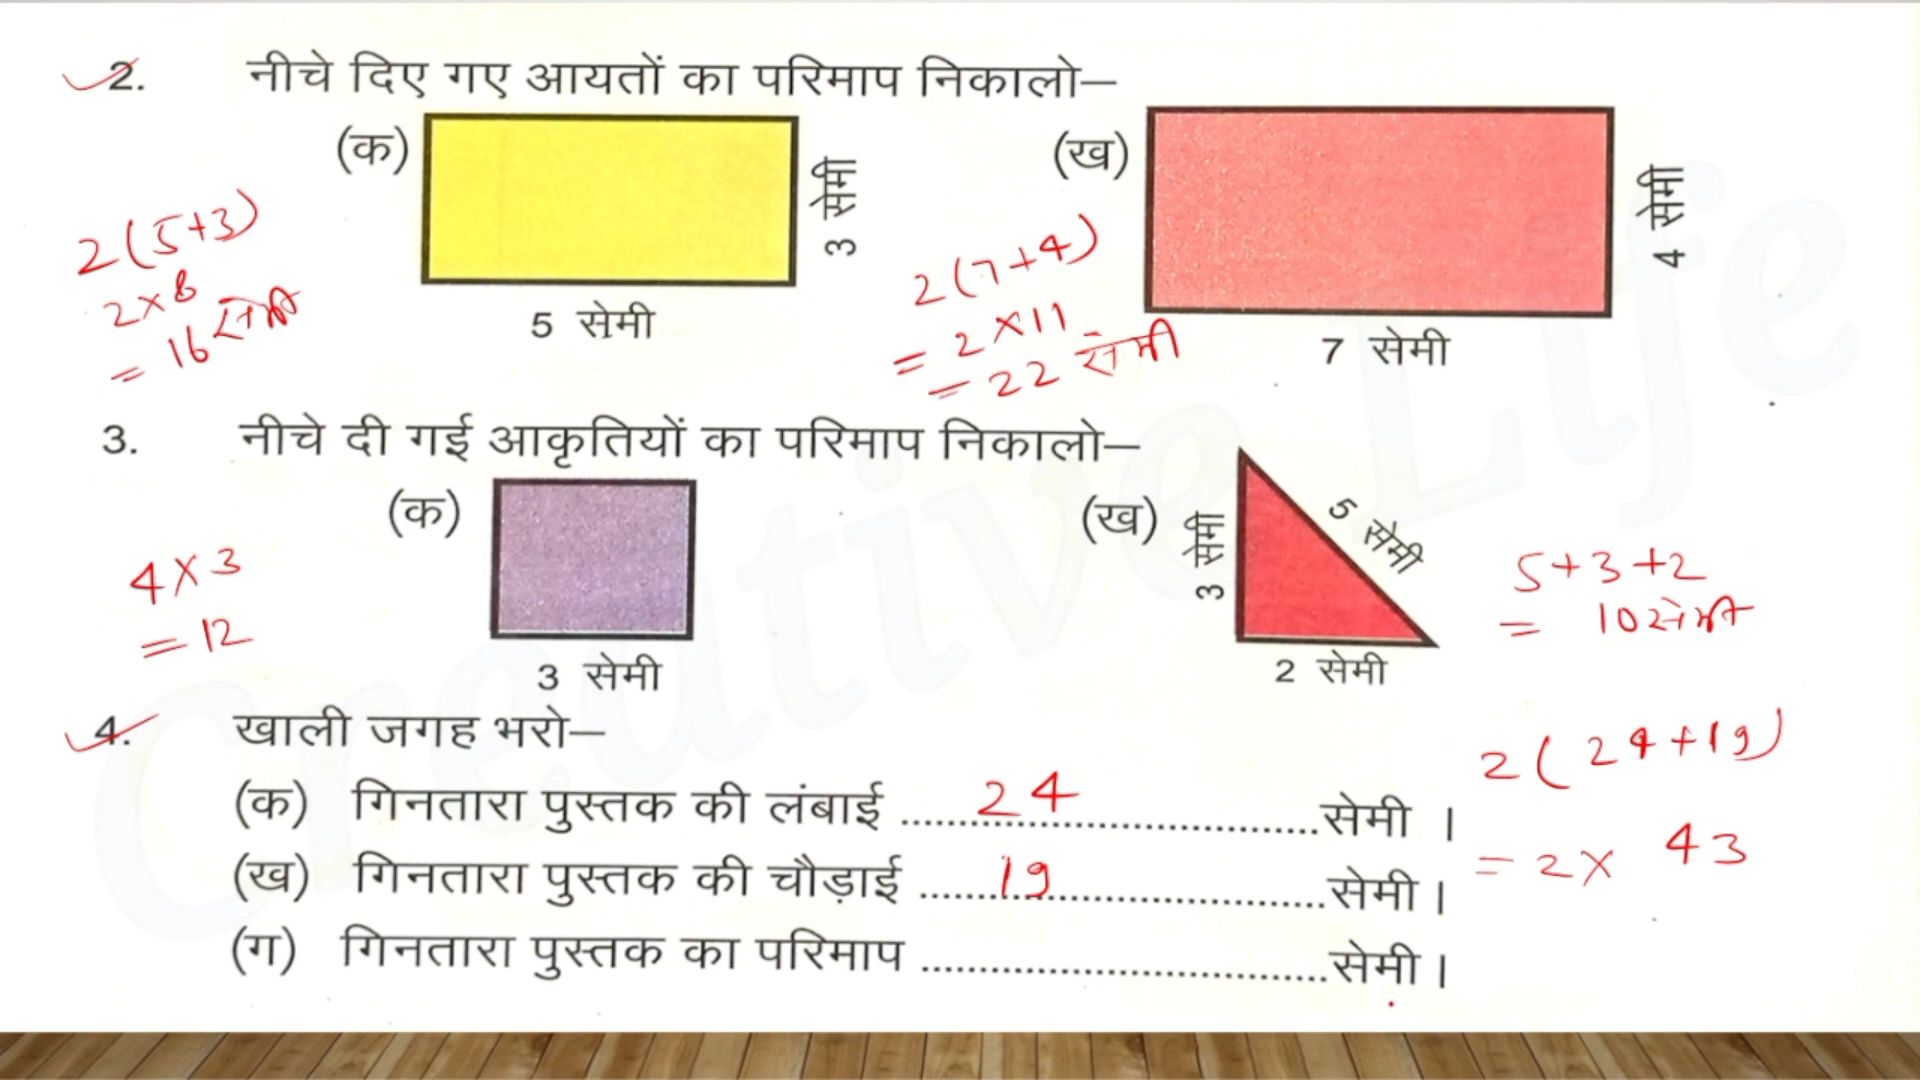 2. नीचे दिए गए आयतों का परिमाप निकालो–
(क)
3 सेमी
5 सेमी
2(5+3)
2×8
= 16 सेमी
(ख)
4 सेमी
7 सेमी
2(7+4)
= 2×11
= 22 सेमी
3. नीचे दी गई आकृतियों का परिमाप निकालो–
(क)
3 सेमी
4×3
= 12
(ख)
3 सेमी
5 सेमी
2 सेमी
5+3+2
= 10 सेमी
4. खाली जगह भरो–
(क) गिनतारा पुस्तक की लंबाई ......24......सेमी ।
(ख) गिनतारा पुस्तक की चौड़ाई ......19......सेमी ।
(ग) गिनतारा पुस्तक का परिमाप ............सेमी ।
2(24+19)
= 2× 43
Creative Life